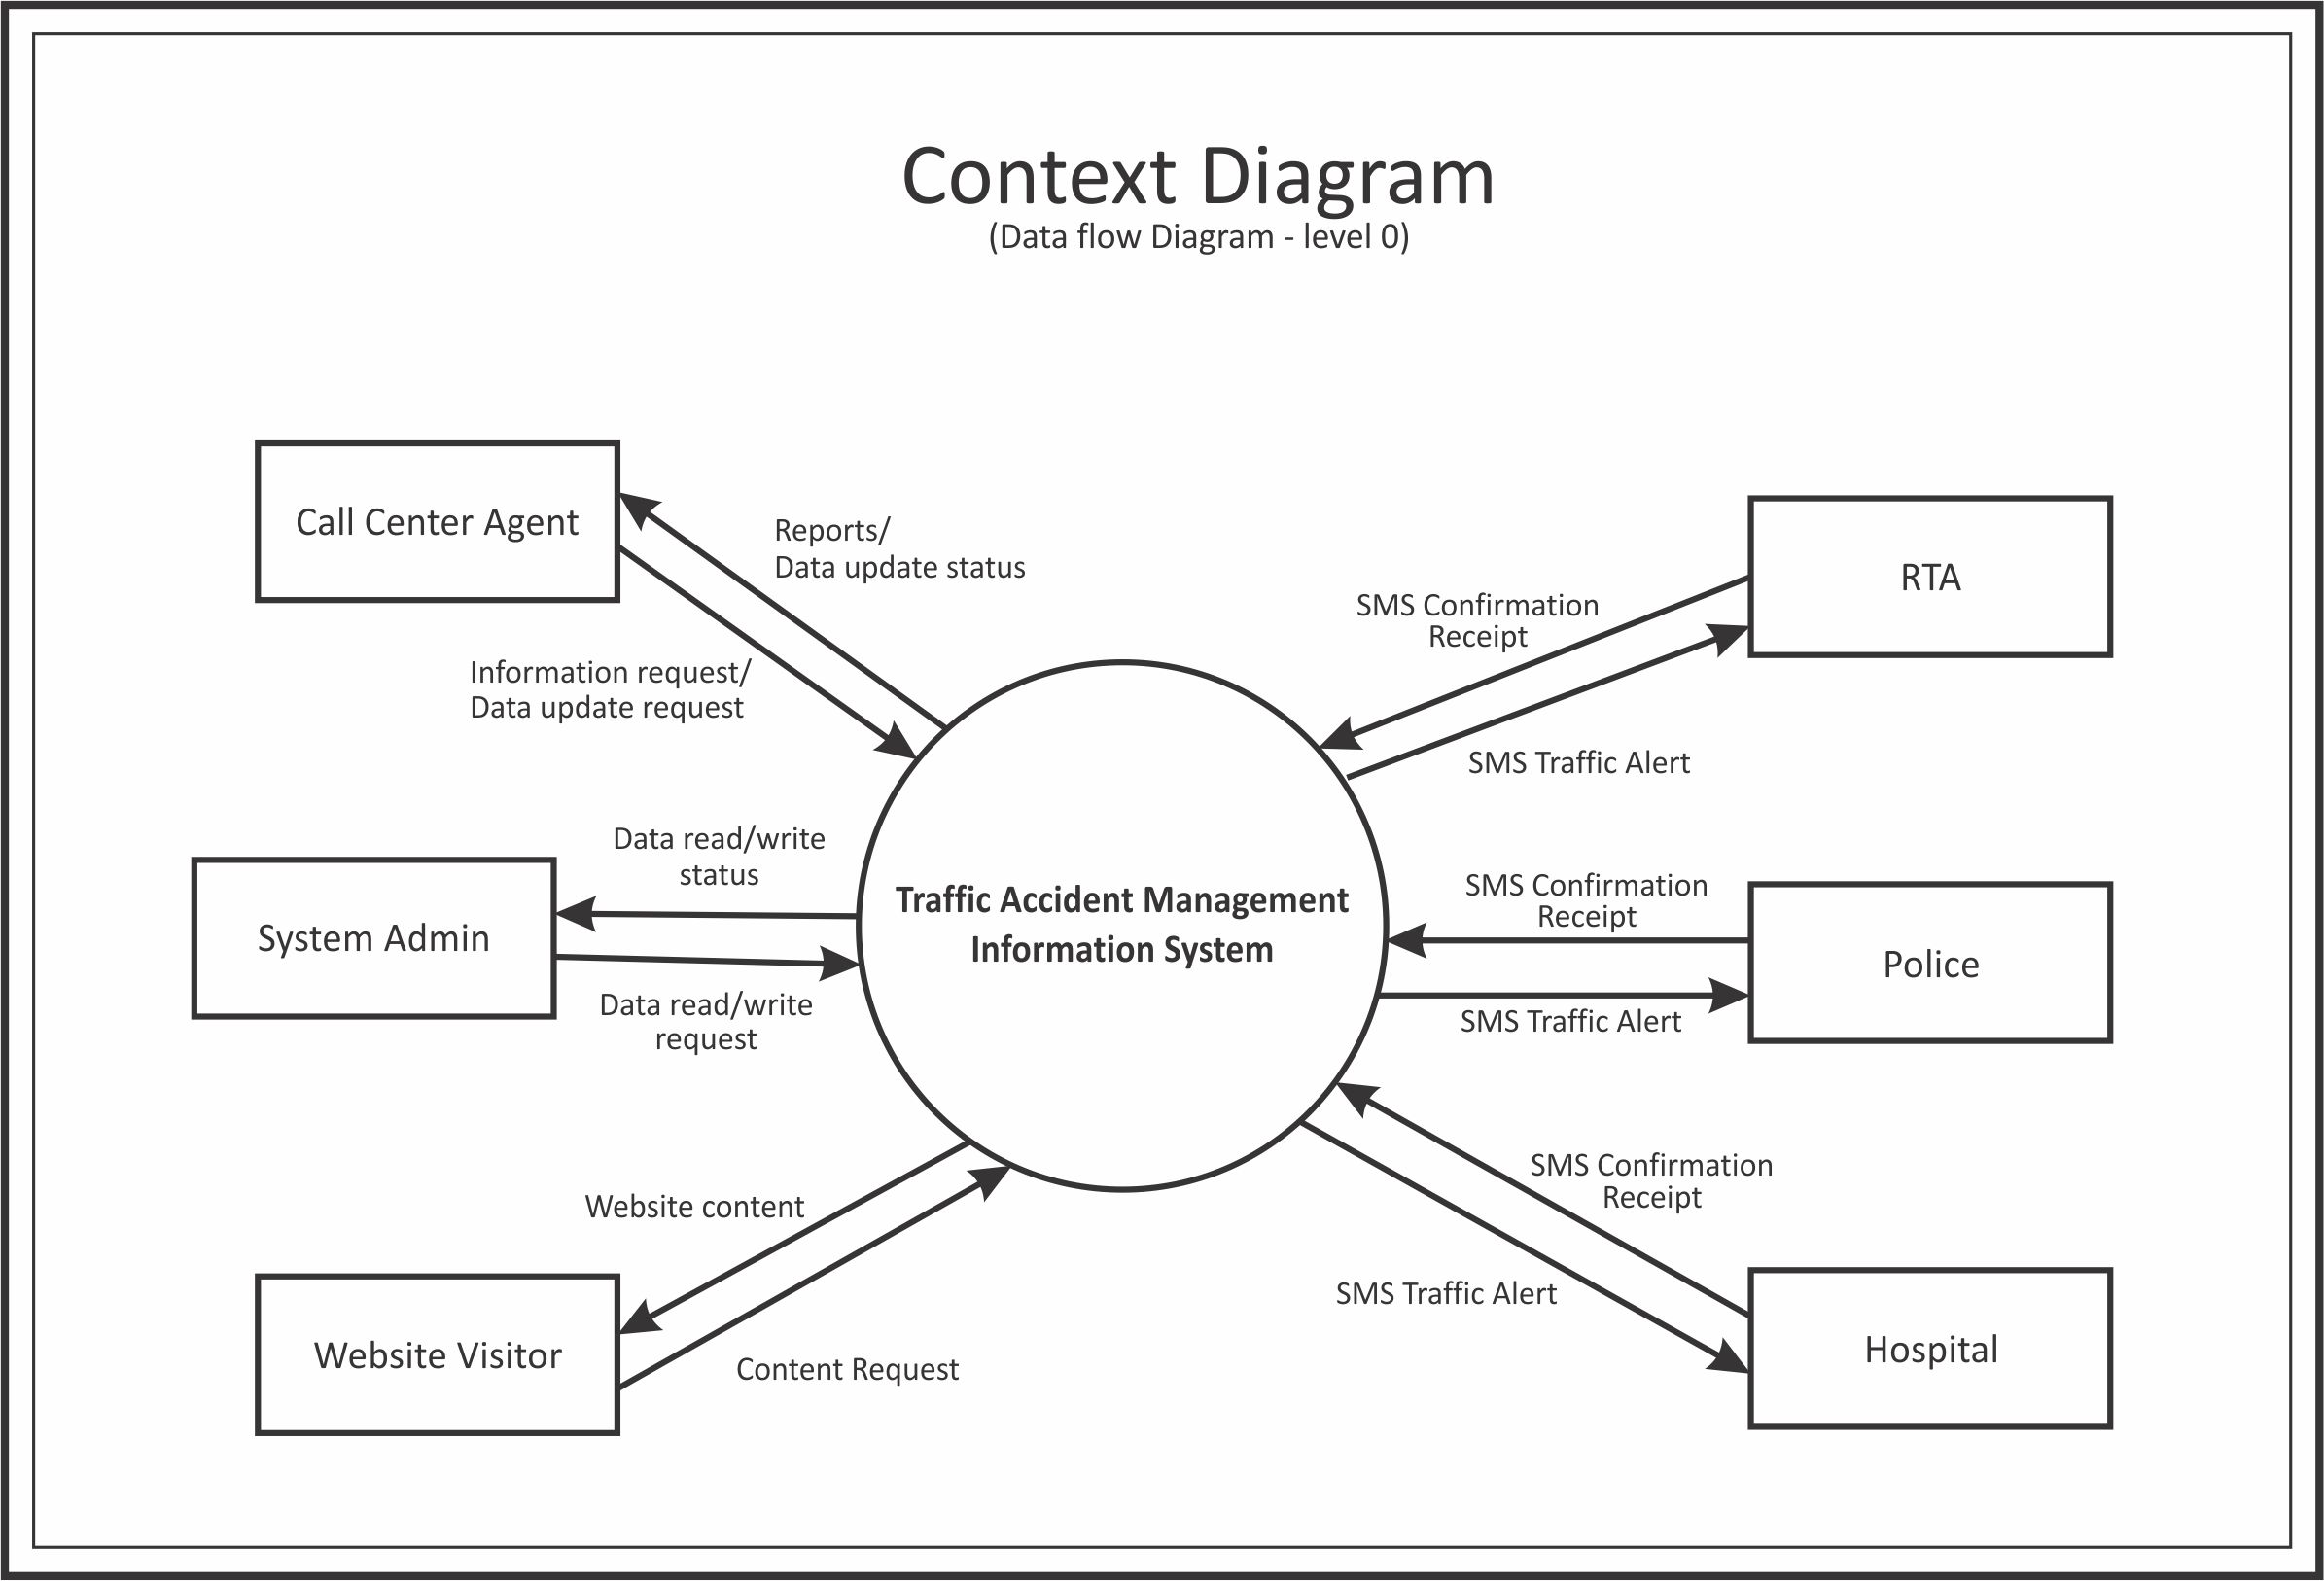 Context Diagram
(Data flow Diagram - level 0)
Call Center Agent
Reports/
Data update status
Information request/
Data update request
RTA
SMS Confirmation
Receipt
SMS Traffic Alert
Data read/write
status
System Admin
Data read/write
request
Traffic Accident Management
Information System
SMS Confirmation
Receipt
Police
SMS Traffic Alert
Website content
Website Visitor
Content Request
SMS Confirmation
Receipt
SMS Traffic Alert
Hospital